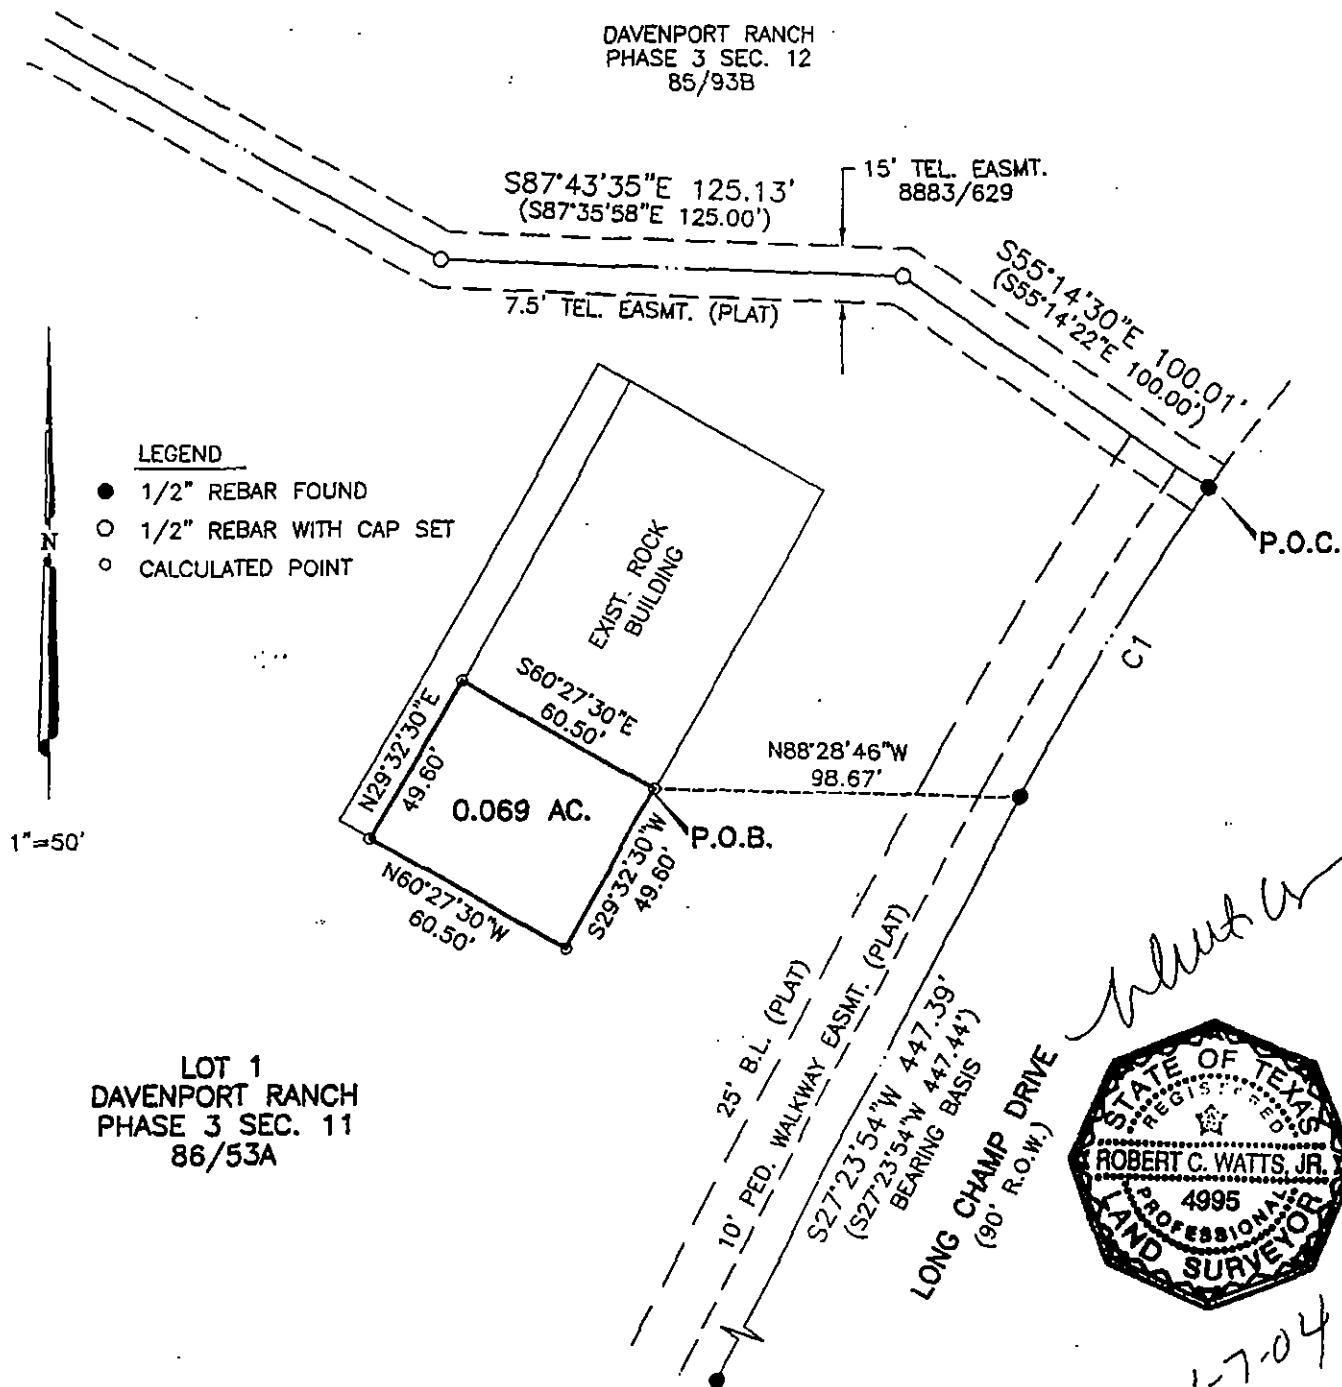 DAVENPORT RANCH
PHASE 3 SEC. 12
85/93B
S87°43'35"E 125.13'
(S87°35'58"E 125.00')
15' TEL. EASMT.
8883/629
7.5' TEL. EASMT. (PLAT)
S55°14'30"E 100.01'
(S55°14'22"E 100.00')
P.O.C.
LEGEND
1/2" REBAR FOUND
1/2" REBAR WITH CAP SET
CALCULATED POINT
N
1"=50'
EXIST. ROCK
BUILDING
C1
S60°27'30"E
60.50'
N29°32'30"E
49.60'
0.069 AC.
N88°28'46"W
98.67'
P.O.B.
S29°32'30"W
49.60'
N60°27'30"W
60.50'
25' B.L. (PLAT)
10' PED. WALKWAY EASMT. (PLAT)
S27°23'54"W 447.39'
(S27°23'54"W 447.44')
BEARING BASIS
LONG CHAMP DRIVE
(90' R.O.W.)
LOT 1
DAVENPORT RANCH
PHASE 3 SEC. 11
86/53A
STATE OF TEXAS
REGISTERED
ROBERT C. WATTS, JR.
4995
PROFESSIONAL
LAND SURVEYOR
-7-04